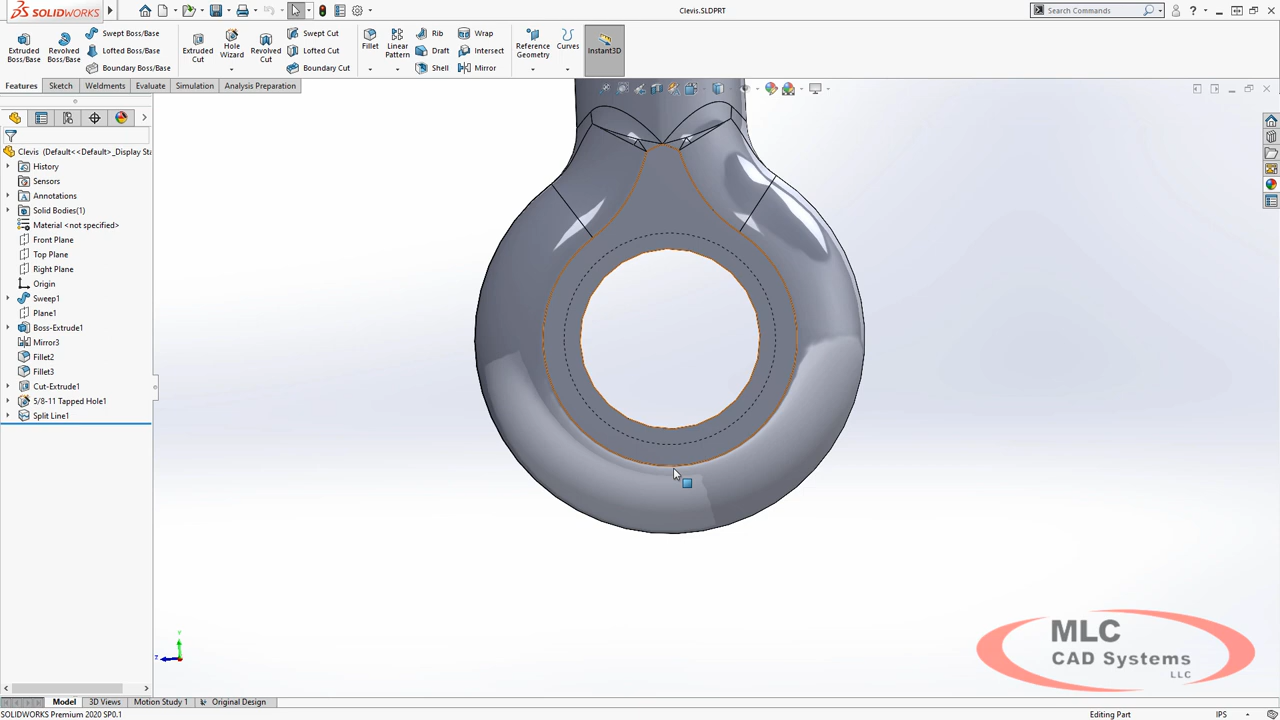 SOLIDWORKS
Clevis.SLDPRT
Search Commands
Extruded Boss/Base
Revolved Boss/Base
Swept Boss/Base
Lofted Boss/Base
Boundary Boss/Base
Extruded Cut
Hole Wizard
Revolved Cut
Swept Cut
Lofted Cut
Boundary Cut
Fillet
Linear Pattern
Rib
Draft
Shell
Wrap
Intersect
Mirror
Reference Geometry
Curves
Instant3D
Features
Sketch
Weldments
Evaluate
Simulation
Analysis Preparation
Clevis (Default<<Default>_Display Sta
History
Sensors
Annotations
Solid Bodies(1)
Material <not specified>
Front Plane
Top Plane
Right Plane
Origin
Sweep1
Plane1
Boss-Extrude1
Mirror3
Fillet2
Fillet3
Cut-Extrude1
5/8-11 Tapped Hole1
Split Line1
Y
Z
MLC
CAD Systems
LLC
Model
3D Views
Motion Study 1
Original Design
SOLIDWORKS Premium 2020 SP0.1
Editing Part
IPS